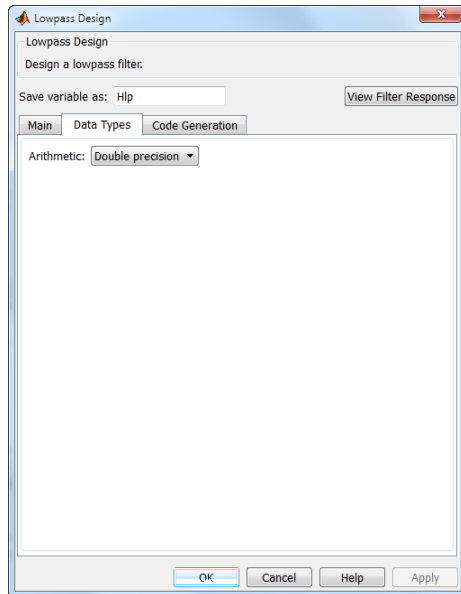 Lowpass Design
Lowpass Design
Design a lowpass filter.
Save variable as: Hlp View Filter Response
Main Data Types Code Generation
Arithmetic: Double precision
OK Cancel Help Apply